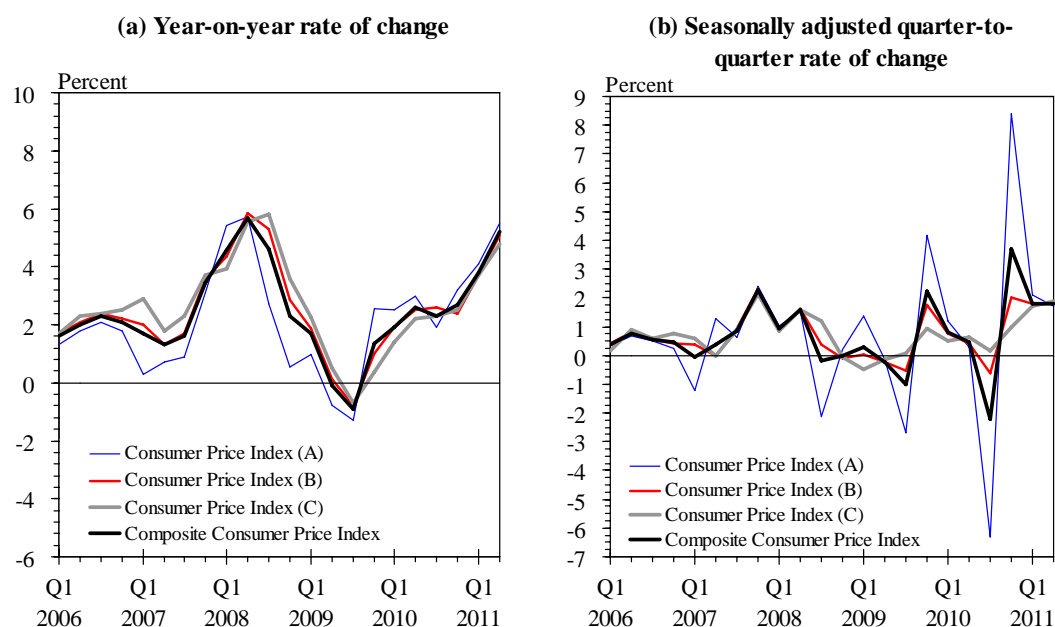 (a) Year-on-year rate of change
Percent
10
8
6
4
2
0
-2
-4
-6
Consumer Price Index (A)
Consumer Price Index (B)
Consumer Price Index (C)
Composite Consumer Price Index
Q1 Q1 Q1 Q1 Q1 Q1
2006 2007 2008 2009 2010 2011
(b) Seasonally adjusted quarter-to-
quarter rate of change
Percent
9
8
7
6
5
4
3
2
1
0
-1
-2
-3
-4
-5
-6
-7
Consumer Price Index (A)
Consumer Price Index (B)
Consumer Price Index (C)
Composite Consumer Price Index
Q1 Q1 Q1 Q1 Q1 Q1
2006 2007 2008 2009 2010 2011